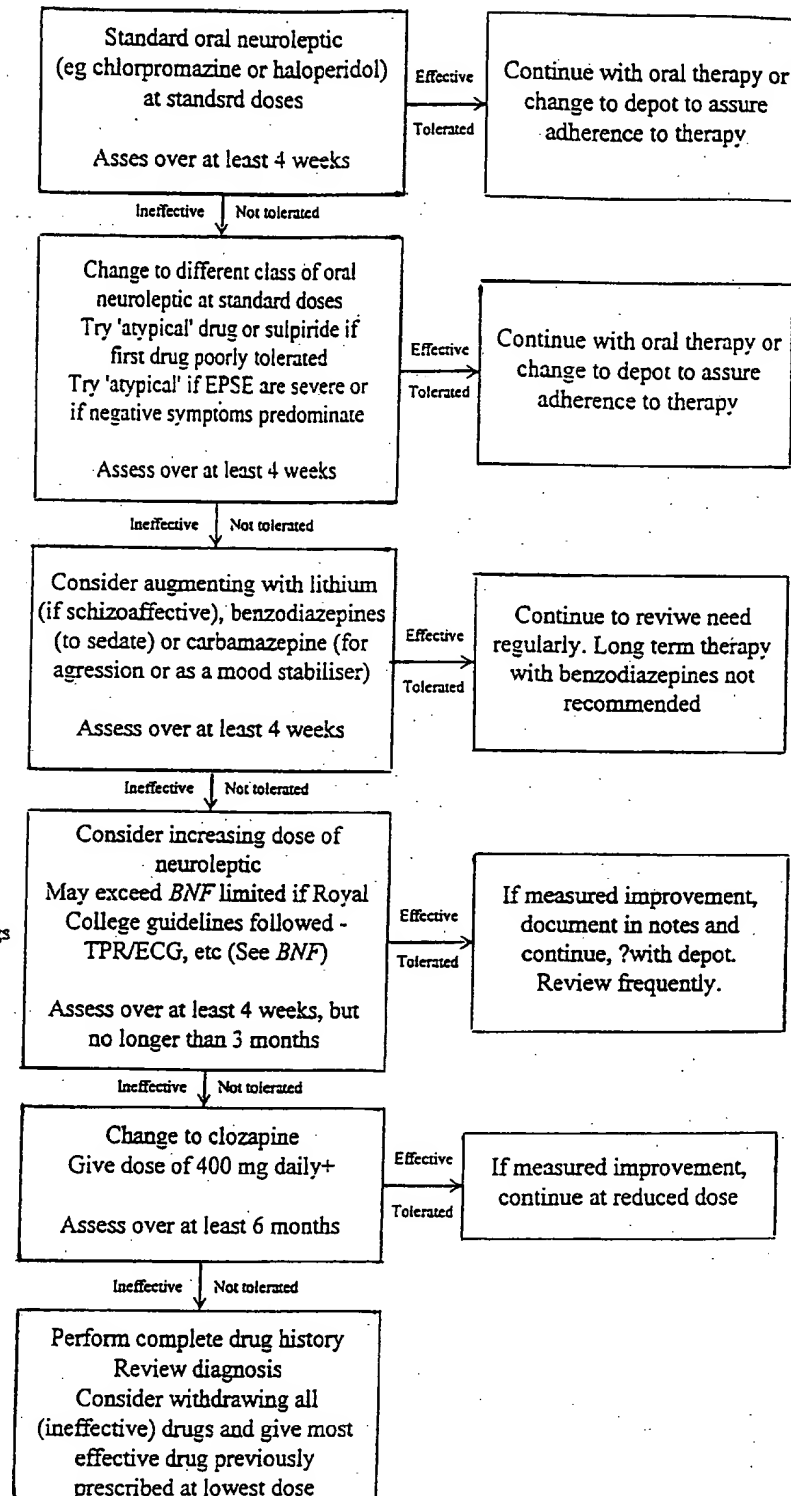 Standard oral neuroleptic
(eg chlorpromazine or haloperidol)
at standsrd doses
Asses over at least 4 weeks
Effective
Tolerated
Continue with oral therapy or
change to depot to assure
adherence to therapy
Ineffective Not tolerated
Change to different class of oral
neuroleptic at standard doses
Try 'atypical' drug or sulpiride if
first drug poorly tolerated
Try 'atypical' if EPSE are severe or
if negative symptoms predominate
Assess over at least 4 weeks
Effective
Tolerated
Continue with oral therapy or
change to depot to assure
adherence to therapy
Ineffective Not tolerated
Consider augmenting with lithium
(if schizoaffective), benzodiazepines
(to sedate) or carbamazepine (for
agression or as a mood stabiliser)
Assess over at least 4 weeks
Effective
Tolerated
Continue to reviwe need
regularly. Long term therapy
with benzodiazepines not
recommended
Ineffective Not tolerated
Consider increasing dose of
neuroleptic
May exceed BNF limited if Royal
College guidelines followed -
TPR/ECG, etc (See BNF)
Assess over at least 4 weeks, but
no longer than 3 months
Effective
Tolerated
If measured improvement,
document in notes and
continue, ?with depot.
Review frequently.
Ineffective Not tolerated
Change to clozapine
Give dose of 400 mg daily+
Assess over at least 6 months
Effective
Tolerated
If measured improvement,
continue at reduced dose
Ineffective Not tolerated
Perform complete drug history
Review diagnosis
Consider withdrawing all
(ineffective) drugs and give most
effective drug previously
prescribed at lowest dose